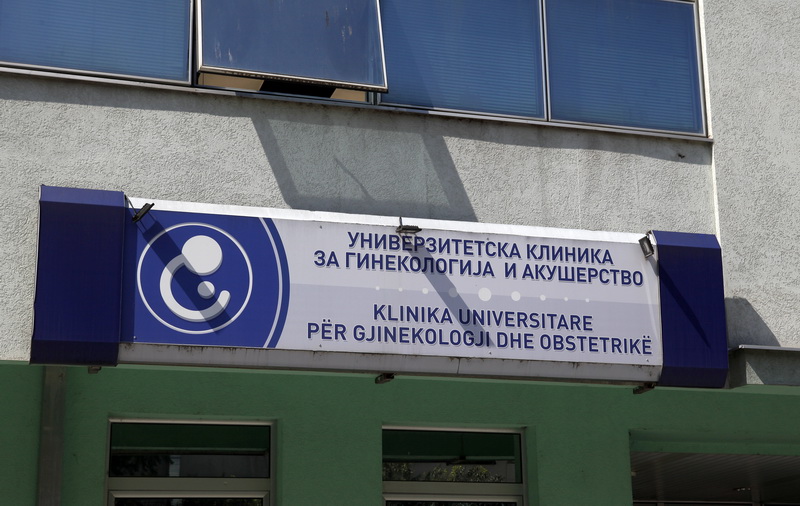 УНИВЕРЗИТЕТСКА КЛИНИКА
ЗА ГИНЕКОЛОГИЈА И АКУШЕРСТВО
KLINIKA UNIVERSITARE
PËR GJINEKOLOGJI DHE OBSTETRIKË